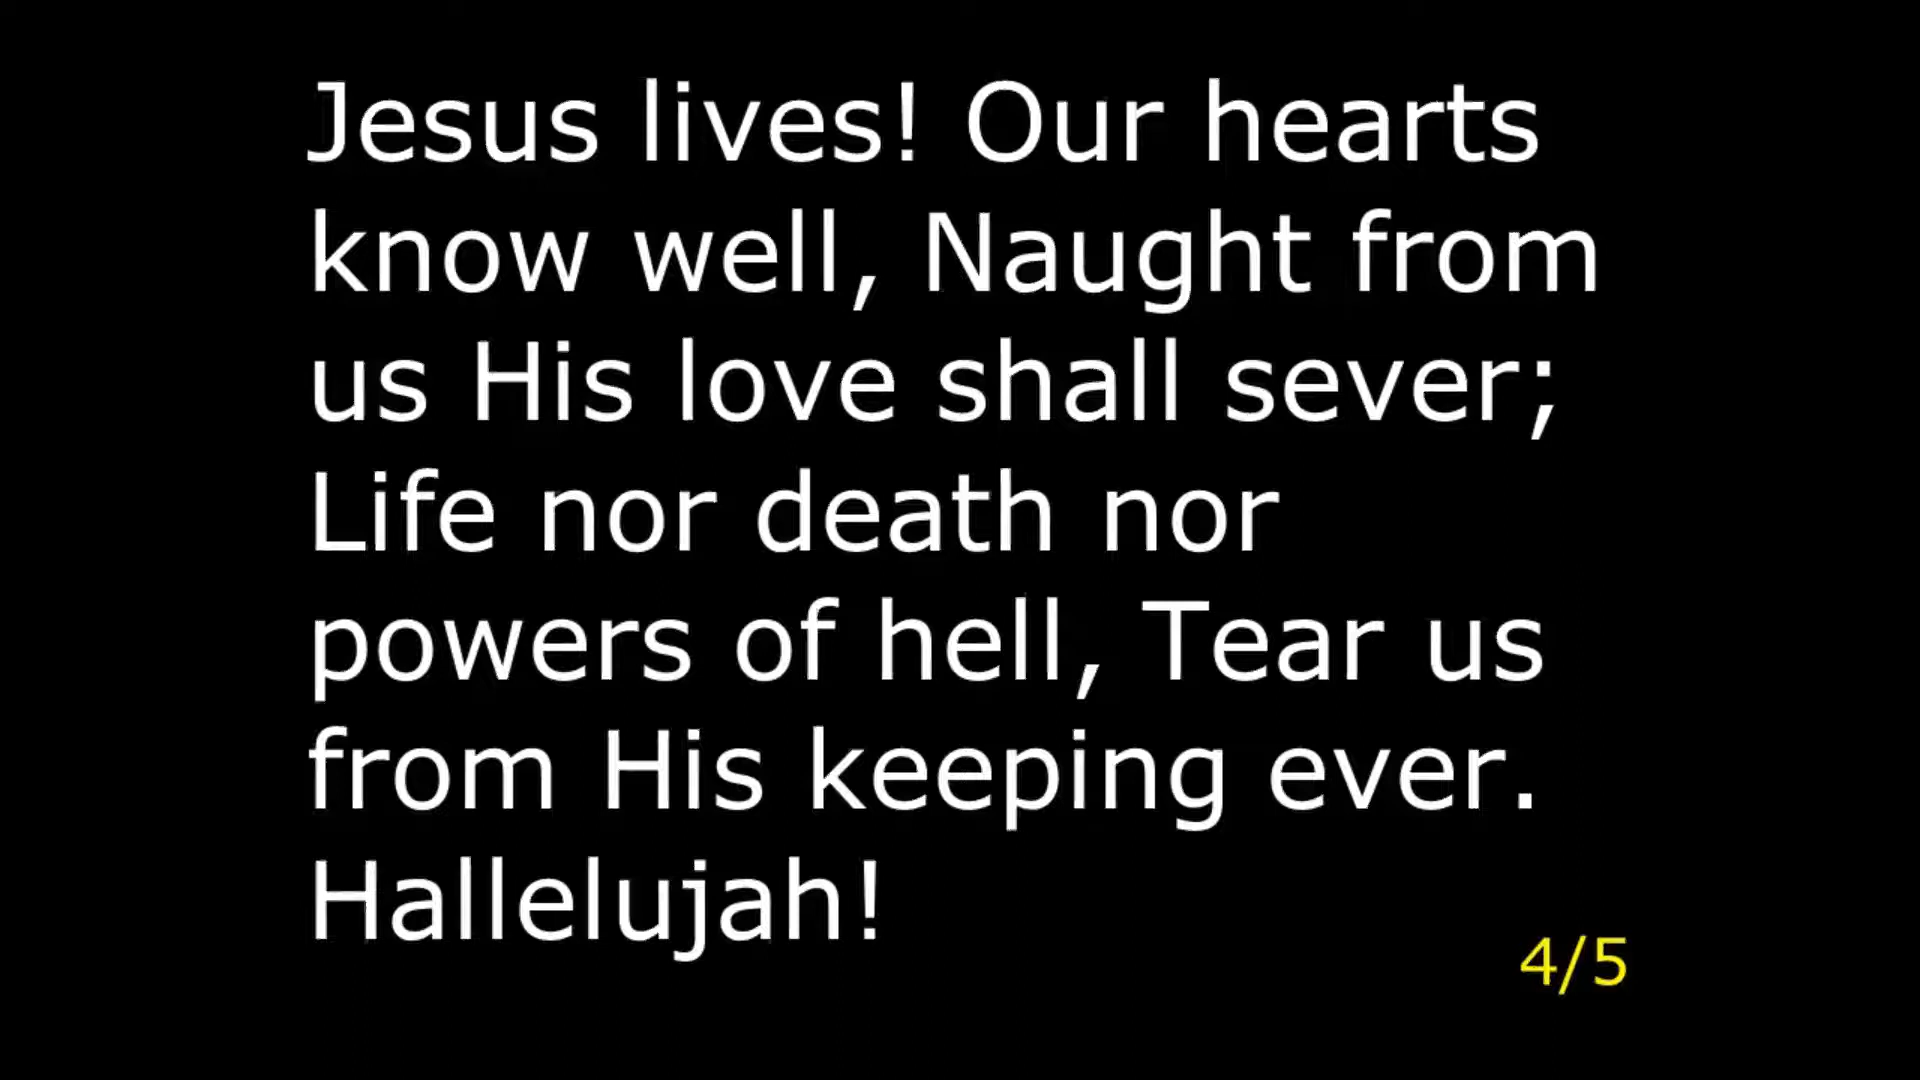 Jesus lives! Our hearts
know well, Naught from
us His love shall sever;
Life nor death nor
powers of hell, Tear us
from His keeping ever.
Hallelujah!
4/5